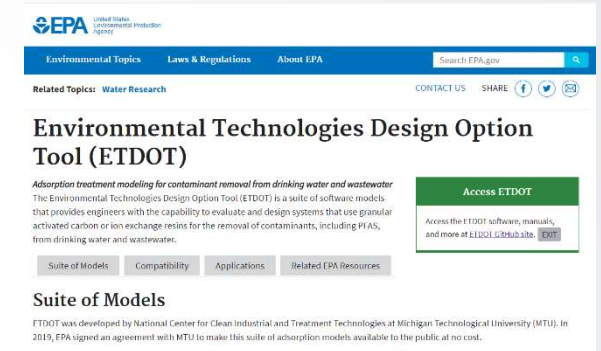 EPA United States
Environmental Protection
Agency
Environmental Topics Laws & Regulations About EPA Search EPA.gov
Related Topics: Water Research CONTACT US SHARE
Environmental Technologies Design Option
Tool (ETDOT)
Adsorption treatment modeling for contaminant removal from drinking water and wastewater
The Environmental Technologies Design Option Tool (ETDOT) is a suite of software models
that provides engineers with the capability to evaluate and design systems that use granular
activated carbon or ion exchange resins for the removal of contaminants, including PFAS,
from drinking water and wastewater.
Access ETDOT
Access the ETDOT software, manuals,
and more at ETDOT GitHub site. EXIT
Suite of Models Compatibility Applications Related EPA Resources
Suite of Models
ETDOT was developed by National Center for Clean Industrial and Treatment Technologies at Michigan Technological University (MTU). In
2019, EPA signed an agreement with MTU to make this suite of adsorption models available to the public at no cost.